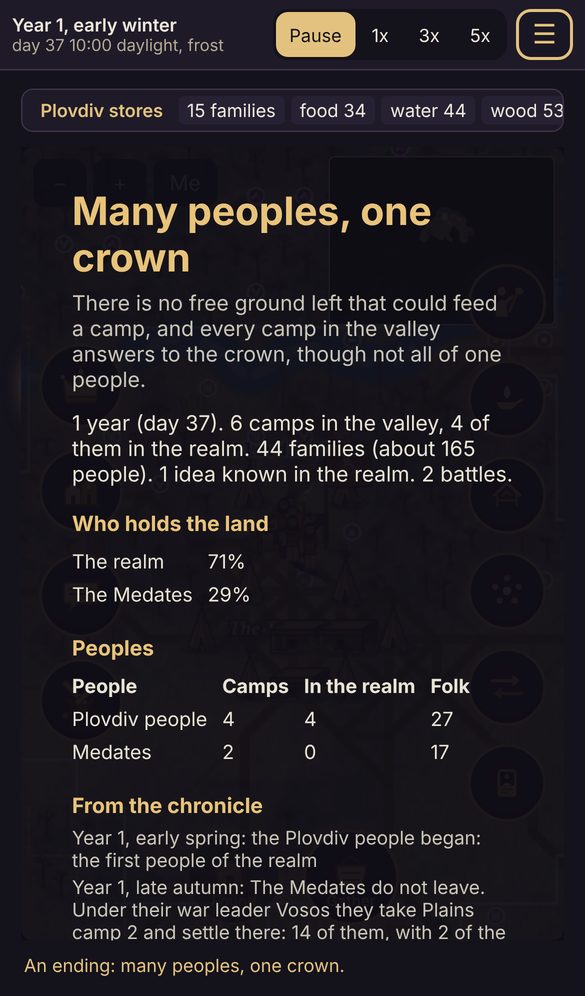 Year 1, early winter
day 37 10:00 daylight, frost
Pause 1x 3x 5x
Plovdiv stores 15 families food 34 water 44 wood 53
− + Me
Many peoples, one
crown
There is no free ground left that could feed
a camp, and every camp in the valley
answers to the crown, though not all of one
people.
1 year (day 37). 6 camps in the valley, 4 of
them in the realm. 44 families (about 165
people). 1 idea known in the realm. 2 battles.
Who holds the land
The realm 71%
The Medates 29%
Peoples
People Camps In the realm Folk
Plovdiv people 4 4 27
Medates 2 0 17
From the chronicle
Year 1, early spring: the Plovdiv people began:
the first people of the realm
Year 1, late autumn: The Medates do not leave.
Under their war leader Vosos they take Plains
camp 2 and settle there: 14 of them, with 2 of the
An ending: many peoples, one crown.